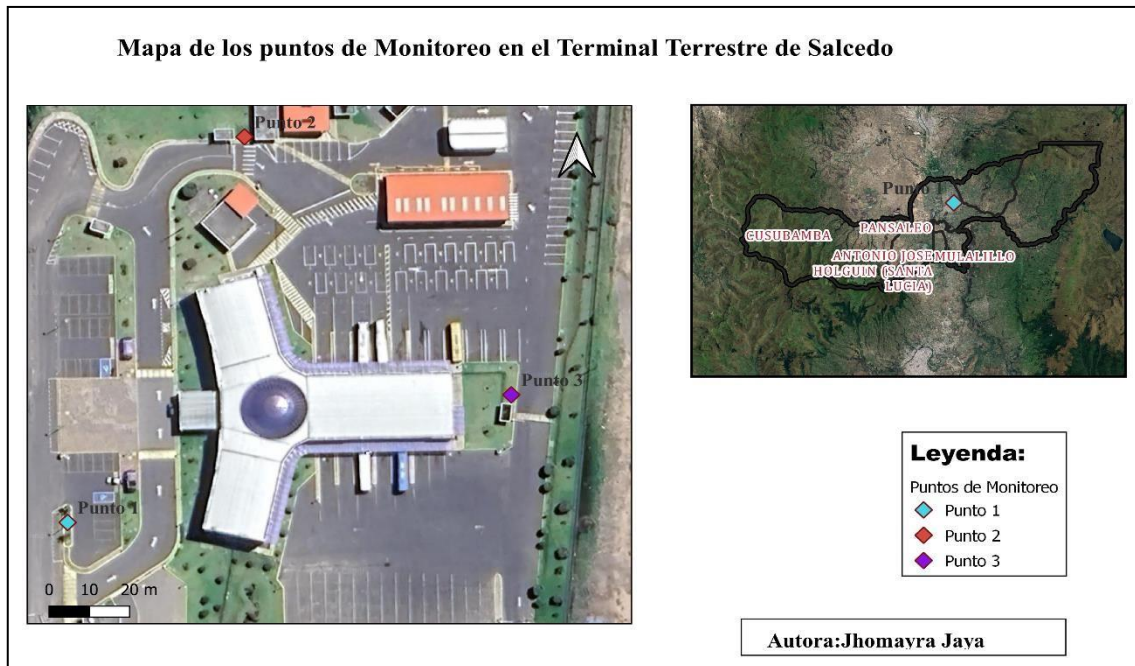 Mapa de los puntos de Monitoreo en el Terminal Terrestre de Salcedo
Punto 2
Punto 3
Punto 1
0 10 20 m
Punto 1
CUSUBAMBA
PANSALEO
ANTONIO JOSE
HOLGUIN (SANTA
LUCIA)
MULALILLO
Leyenda:
Puntos de Monitoreo
Punto 1
Punto 2
Punto 3
Autora:Jhomayra Jaya